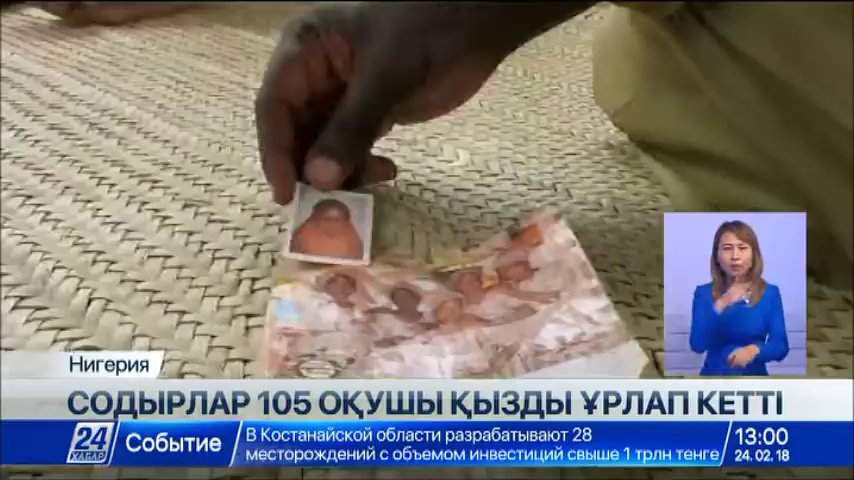 Нигерия
СОДЫРЛАР 105 ОҚУШЫ ҚЫЗДЫ ҰРЛАП КЕТТІ
24
ХАБАР
Событие
В Костанайской области разрабатывают 28
месторождений с объемом инвестиций свыше 1 трлн тенге
13:00
24.02.18